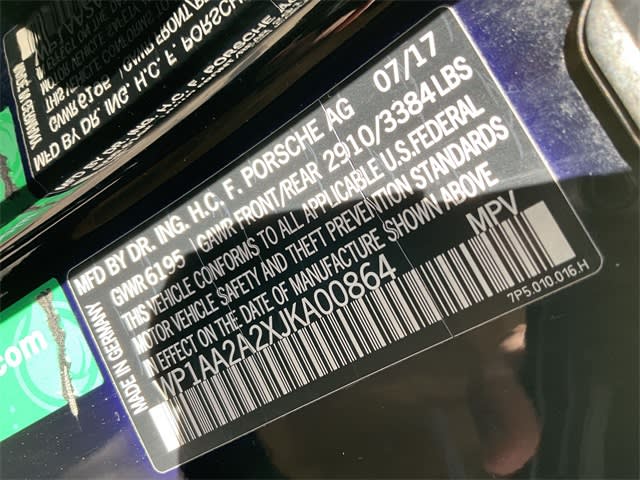 MFD BY DR. ING. H.C. F. PORSCHE AG 07/17
GVWR 6195 GAWR FRONT/REAR 2910/3384 LBS
THIS VEHICLE CONFORMS TO ALL APPLICABLE U.S.FEDERAL
MOTOR VEHICLE SAFETY AND THEFT PREVENTION STANDARDS
IN EFFECT ON THE DATE OF MANUFACTURE SHOWN ABOVE
WP1AA2A2XJKA00864 MPV
MADE IN GERMANY
7P5.010.016.H
.com